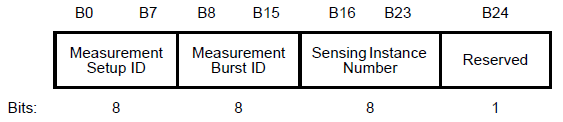 B0 B7 B8 B15 B16 B23 B24
Measurement Setup ID Measurement Burst ID Sensing Instance Number Reserved
Bits: 8 8 8 1